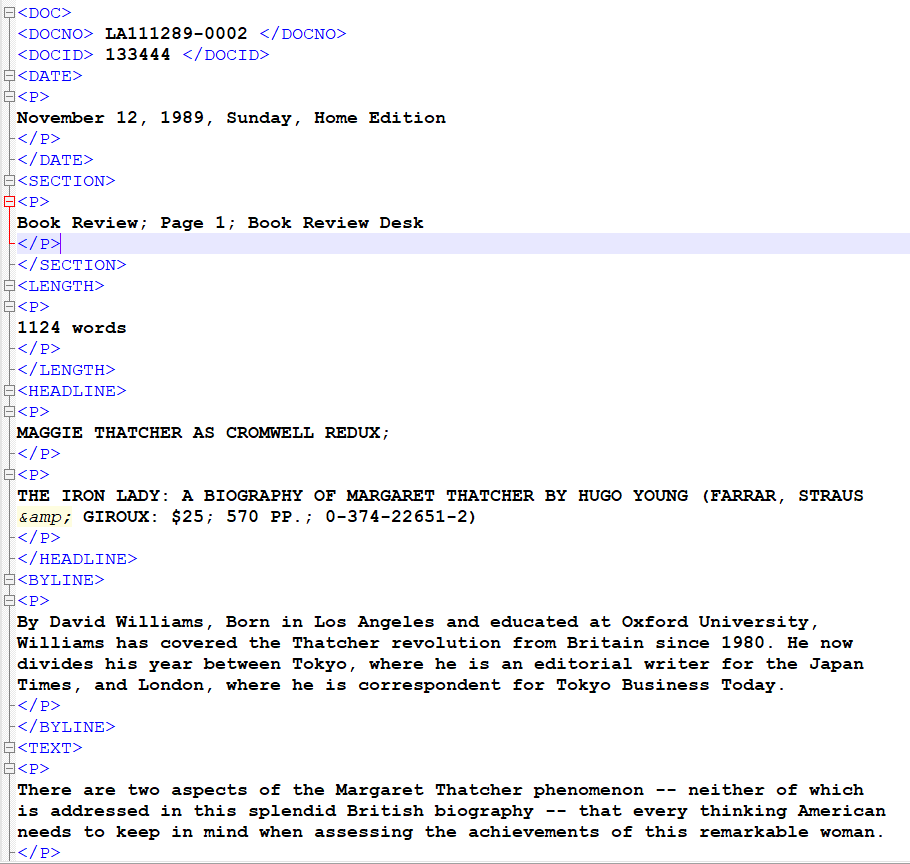 <DOC>
<DOCNO> LA111289-0002 </DOCNO>
<DOCID> 133444 </DOCID>
<DATE>
<P>
November 12, 1989, Sunday, Home Edition
</P>
</DATE>
<SECTION>
<P>
Book Review; Page 1; Book Review Desk
</P>
</SECTION>
<LENGTH>
<P>
1124 words
</P>
</LENGTH>
<HEADLINE>
<P>
MAGGIE THATCHER AS CROMWELL REDUX;
</P>
<P>
THE IRON LADY: A BIOGRAPHY OF MARGARET THATCHER BY HUGO YOUNG (FARRAR, STRAUS
&amp; GIROUX: $25; 570 PP.; 0-374-22651-2)
</P>
</HEADLINE>
<BYLINE>
<P>
By David Williams, Born in Los Angeles and educated at Oxford University,
Williams has covered the Thatcher revolution from Britain since 1980. He now
divides his year between Tokyo, where he is an editorial writer for the Japan
Times, and London, where he is correspondent for Tokyo Business Today.
</P>
</BYLINE>
<TEXT>
<P>
There are two aspects of the Margaret Thatcher phenomenon -- neither of which
is addressed in this splendid British biography -- that every thinking American
needs to keep in mind when assessing the achievements of this remarkable woman.
</P>